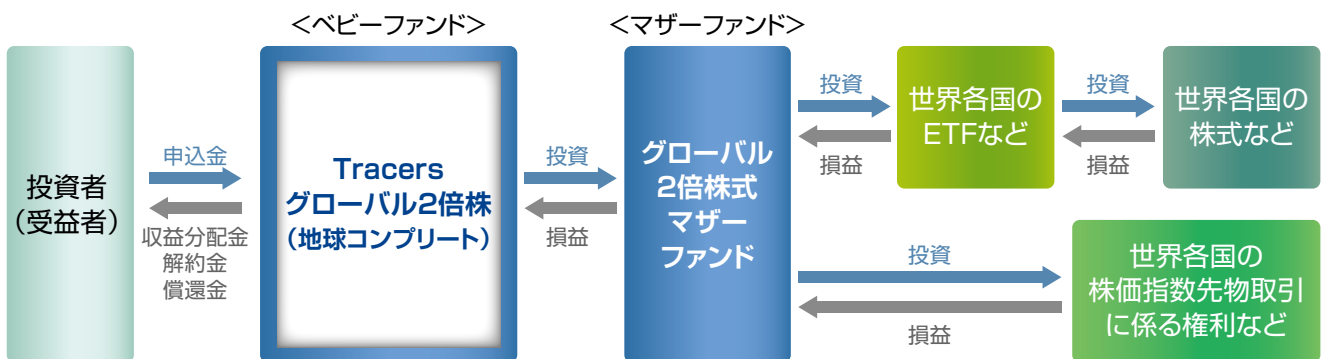 ＜ベビーファンド＞
＜マザーファンド＞
投資者
（受益者）
申込金
収益分配金
解約金
償還金
Tracers
グローバル2倍株
（地球コンプリート）
投資
損益
グローバル
2倍株式
マザー
ファンド
投資
損益
世界各国の
ETFなど
投資
損益
世界各国の
株式など
投資
損益
世界各国の
株価指数先物取引
に係る権利など